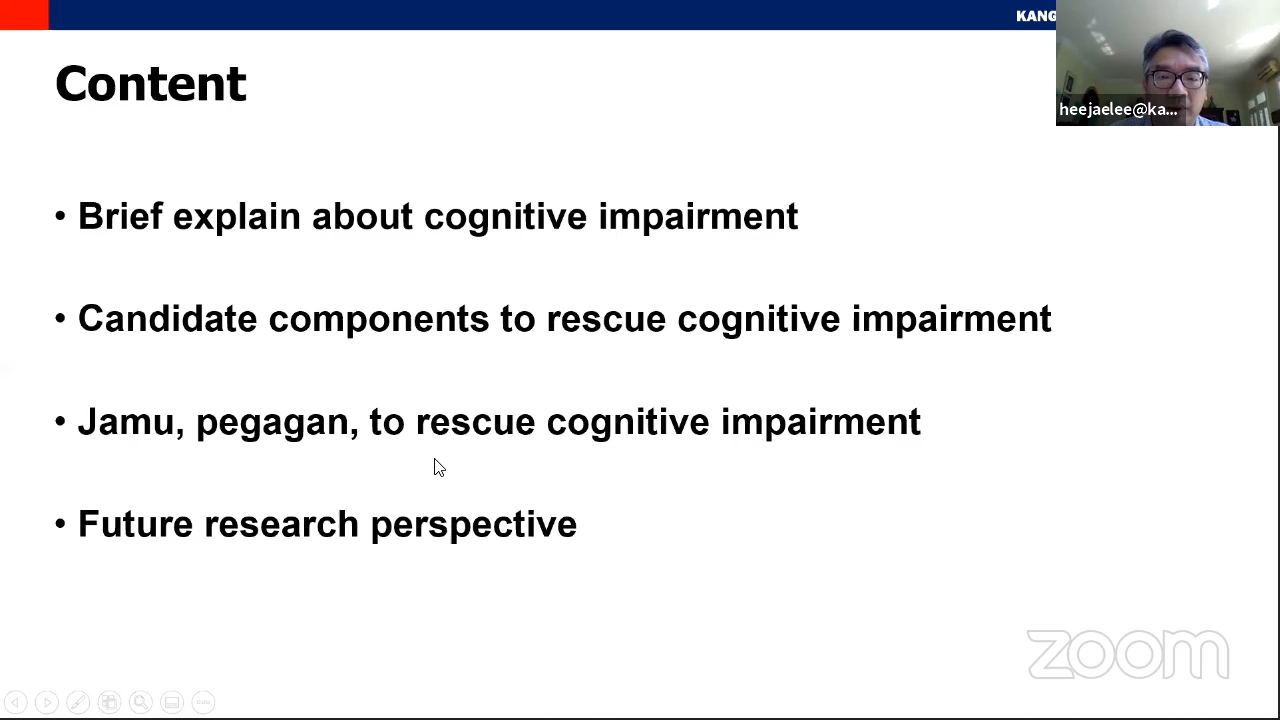 KANG
Content
heejaelee@ka...
• Brief explain about cognitive impairment
• Candidate components to rescue cognitive impairment
• Jamu, pegagan, to rescue cognitive impairment
• Future research perspective
zoom